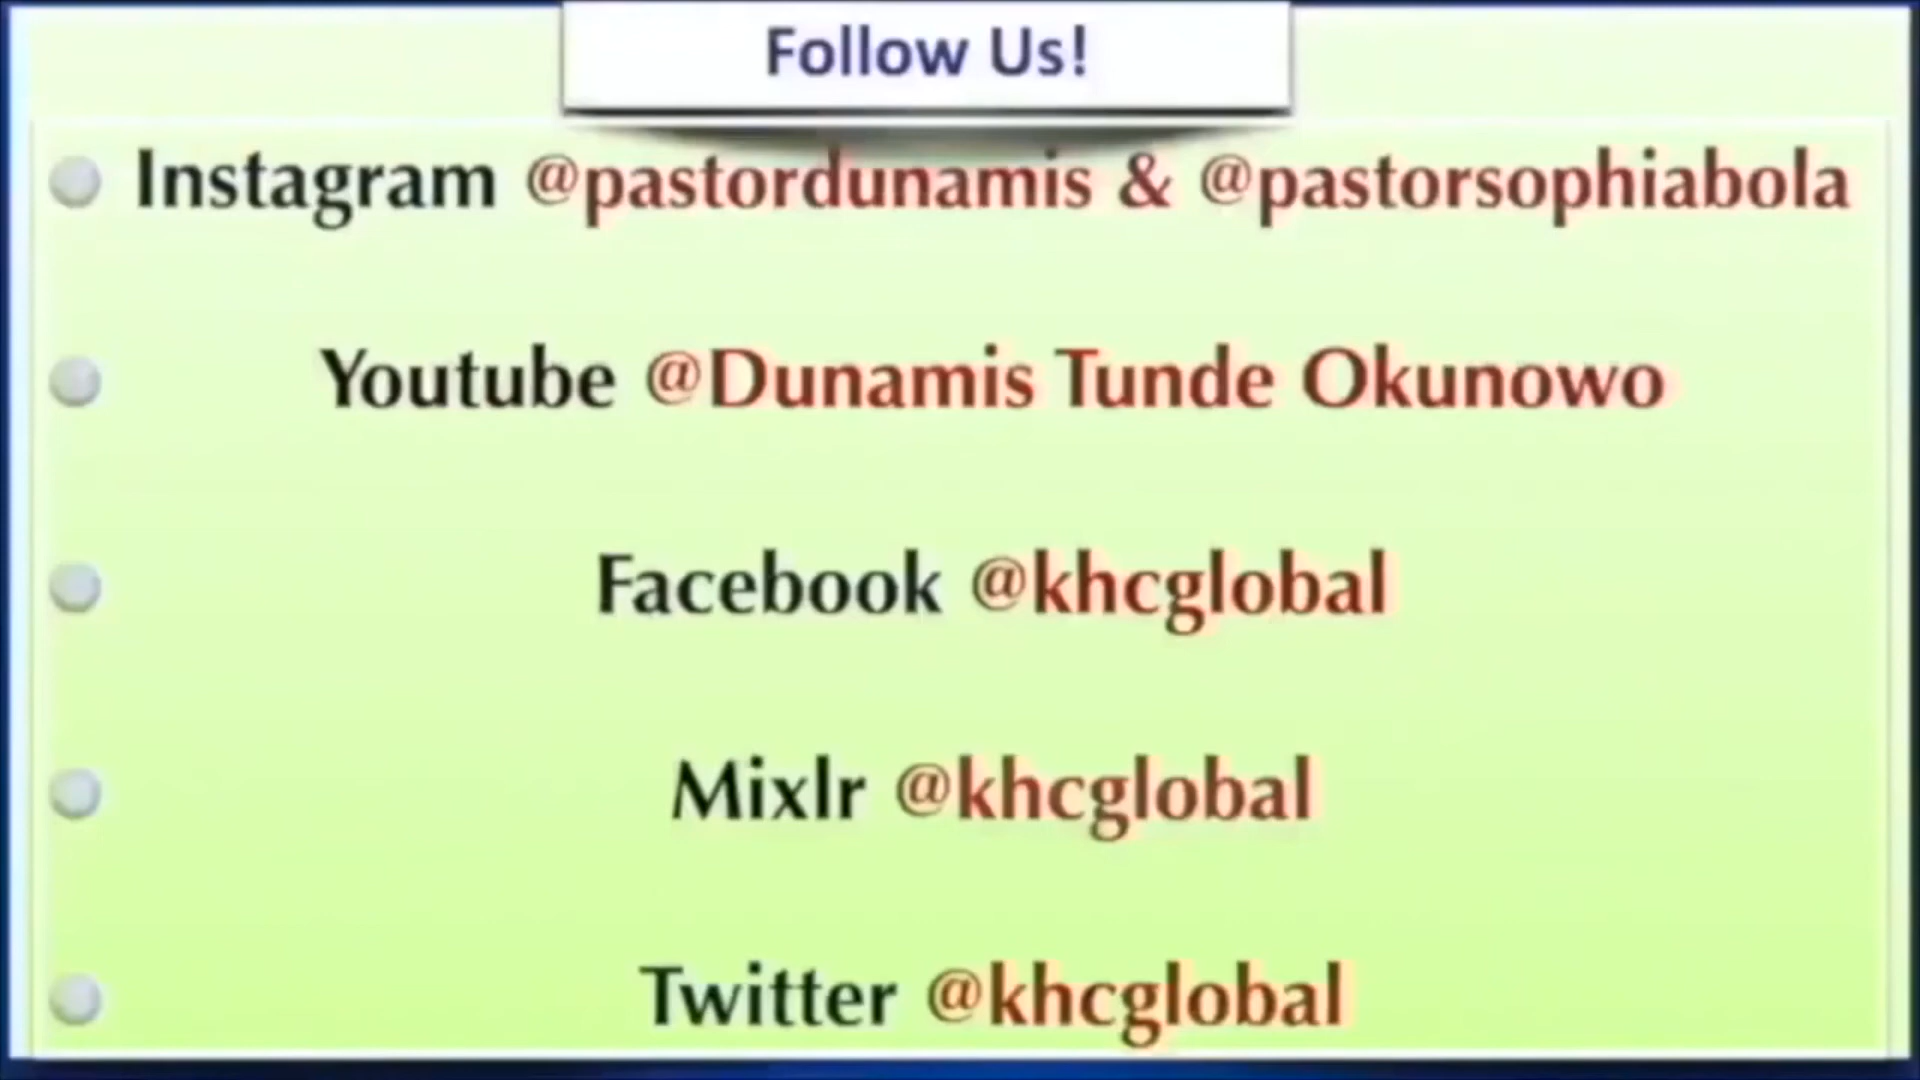 Follow Us!
Instagram @pastordunamis & @pastorsophiabola
Youtube @Dunamis Tunde Okunowo
Facebook @khcglobal
Mixlr @khcglobal
Twitter @khcglobal